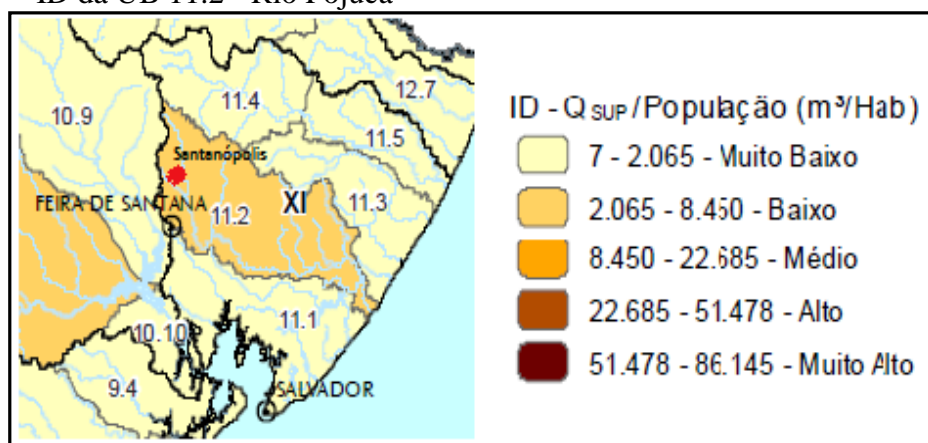 ID da UB 11.2 - Rio Pojuca
12.7
10.9
11.4
11.5
Santanópolis
XI
11.3
FEIRA DE SANTANA
11.2
10.10
11.1
9.4
SALVADOR
ID - Q SUP / População (m³/Hab)
7 - 2.065 - Muito Baixo
2.065 - 8.450 - Baixo
8.450 - 22.685 - Médio
22.685 - 51.478 - Alto
51.478 - 86.145 - Muito Alto